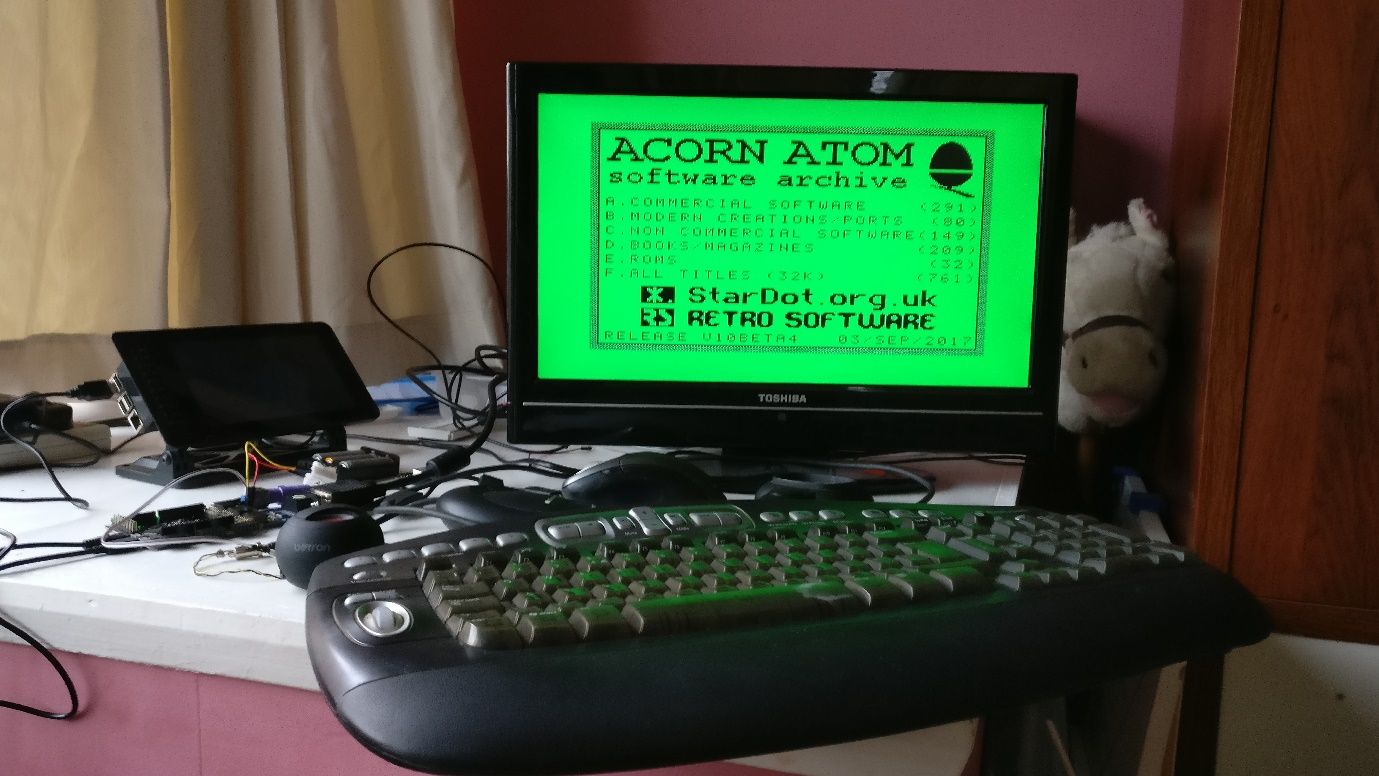 ACORN ATOM
software archive
A.COMMERCIAL SOFTWARE (291)
B.MODERN CREATIONS/PORTS (80)
C.NON COMMERCIAL SOFTWARE(149)
D.BOOKS/MAGAZINES (209)
E.ROMS (32)
F.ALL TITLES (32K) (761)
StarDot.org.uk
RETRO SOFTWARE
RELEASE V10BETA4 03/SEP/2017
TOSHIBA
betron